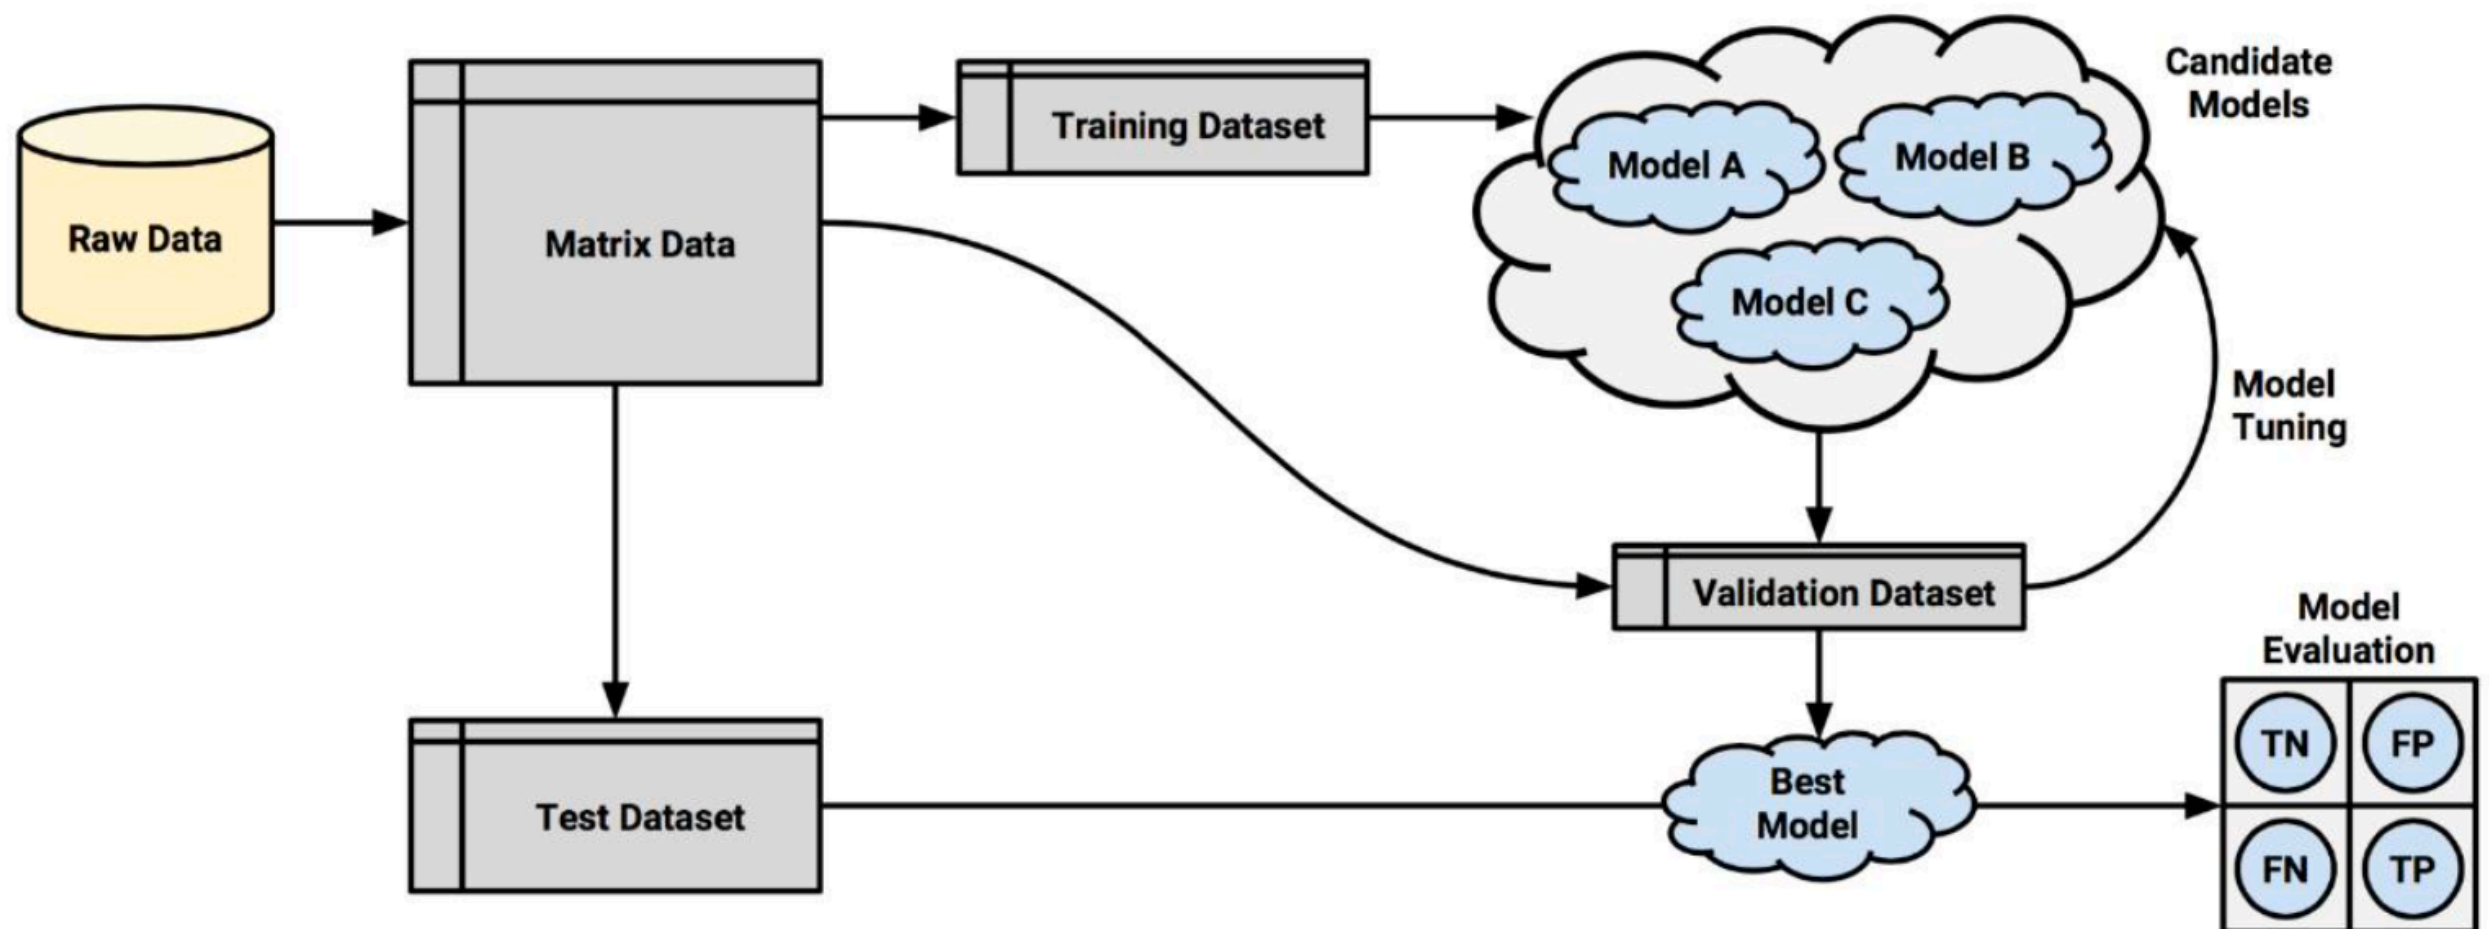 Raw Data
Matrix Data
Training Dataset
Candidate
Models
Model A
Model B
Model C
Model
Tuning
Validation Dataset
Test Dataset
Best
Model
Model
Evaluation
TN
FP
FN
TP